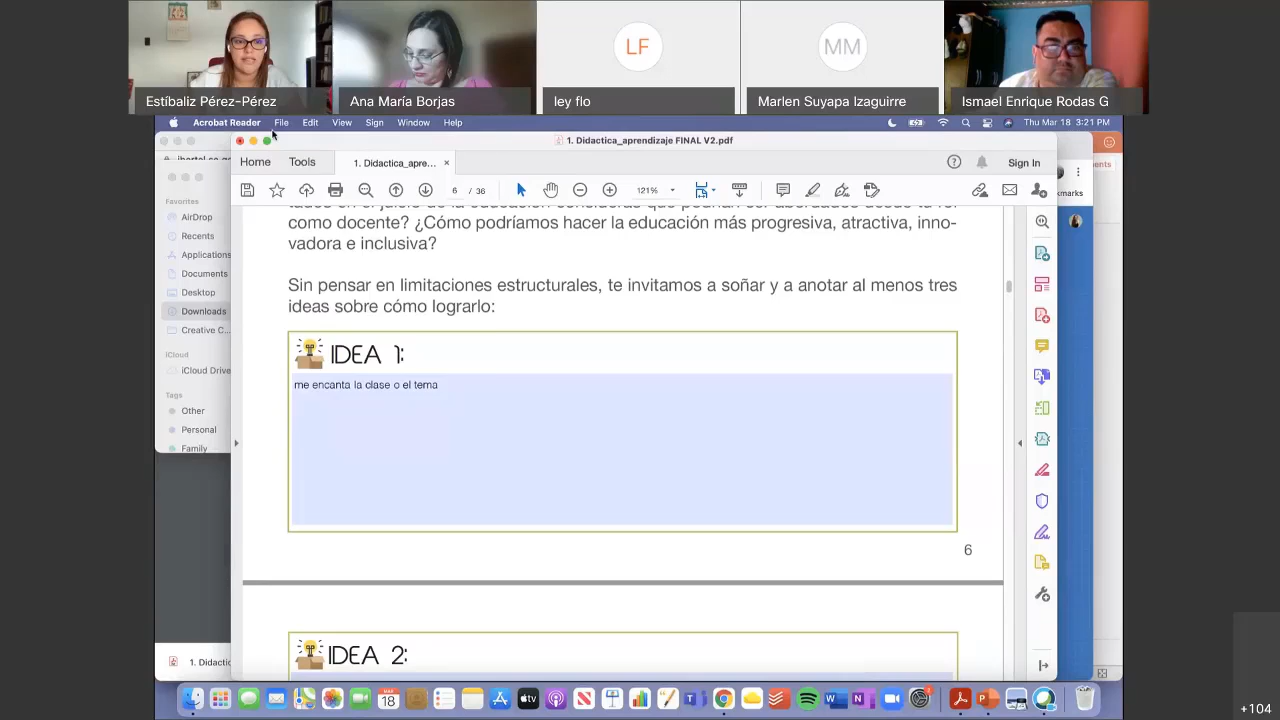 LF
MM
Estíbaliz Pérez-Pérez
Ana María Borjas
ley flo
Marlen Suyapa Izaguirre
Ismael Enrique Rodas G
Acrobat Reader File Edit View Sign Window Help
Thu Mar 18 3:21 PM
1. Didactica_aprendizaje FINAL V2.pdf
Home Tools 1. Didactica_apre... × Sign In
6 / 36 121%
Favorites
AirDrop
Recents
Applications
Documents
Desktop
Downloads
Creative C...
iCloud
iCloud Drive
Tags
Other
Personal
Family
1. Didactic
como docente? ¿Cómo podríamos hacer la educación más progresiva, atractiva, inno-
vadora e inclusiva?
Sin pensar en limitaciones estructurales, te invitamos a soñar y a anotar al menos tres
ideas sobre cómo lograrlo:
IDEA 1:
me encanta la clase o el tema
6
IDEA 2:
MAR
18
tv
+104